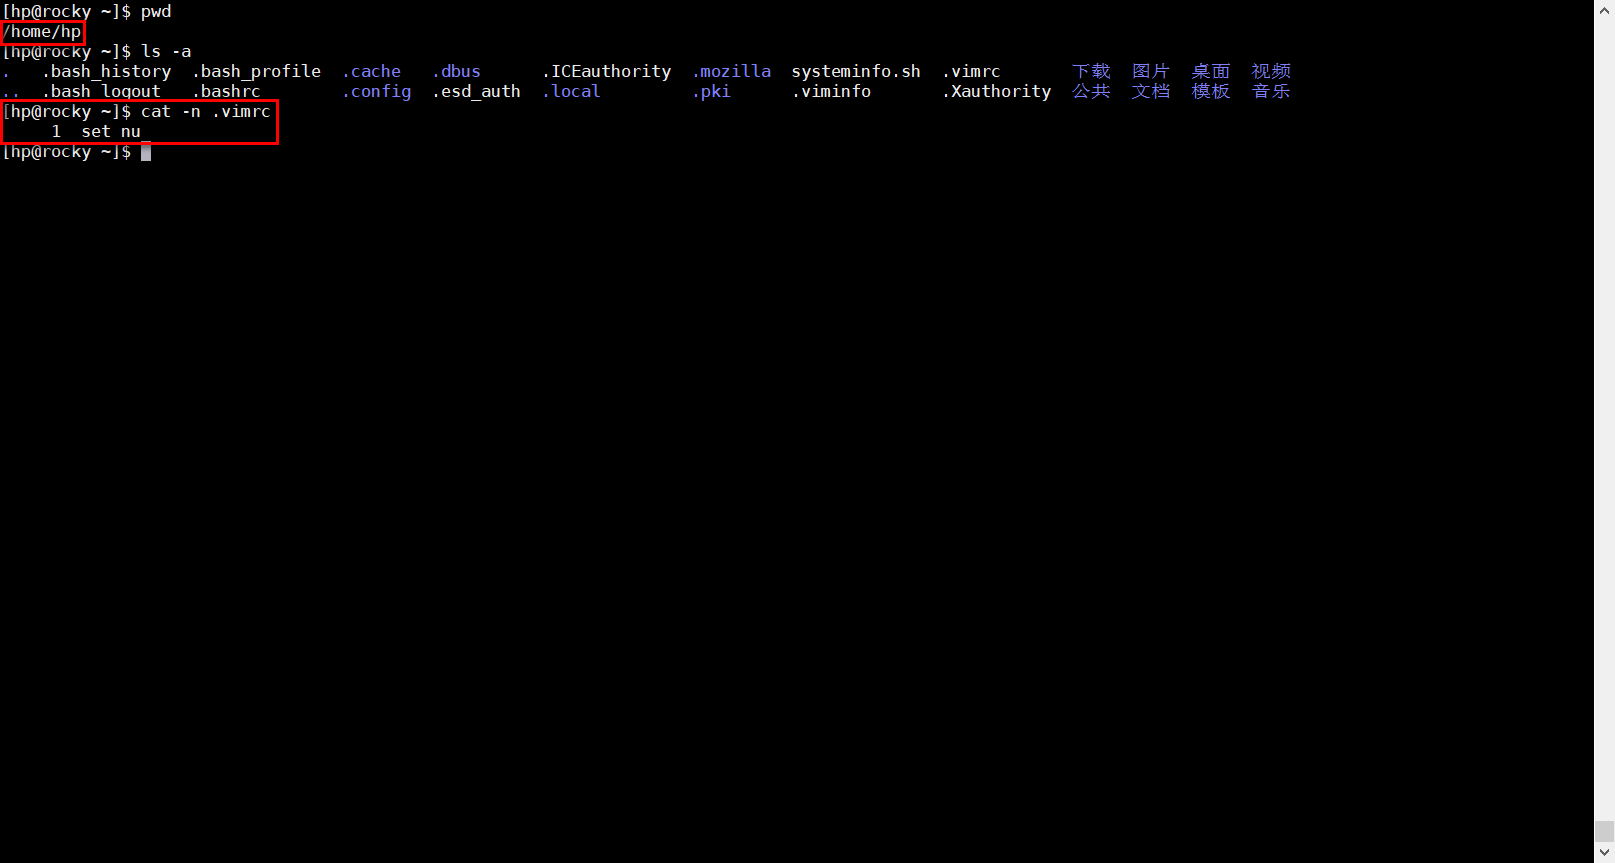 [hp@rocky ~]$ pwd
/home/hp
[hp@rocky ~]$ ls -a
.   .bash_history  .bash_profile  .cache   .dbus      .ICEauthority  .mozilla  systeminfo.sh  .vimrc       下载  图片  桌面  视频
..  .bash_logout   .bashrc        .config  .esd_auth  .local         .pki      .viminfo       .Xauthority  公共  文档  模板  音乐
[hp@rocky ~]$ cat -n .vimrc
     1  set nu
[hp@rocky ~]$